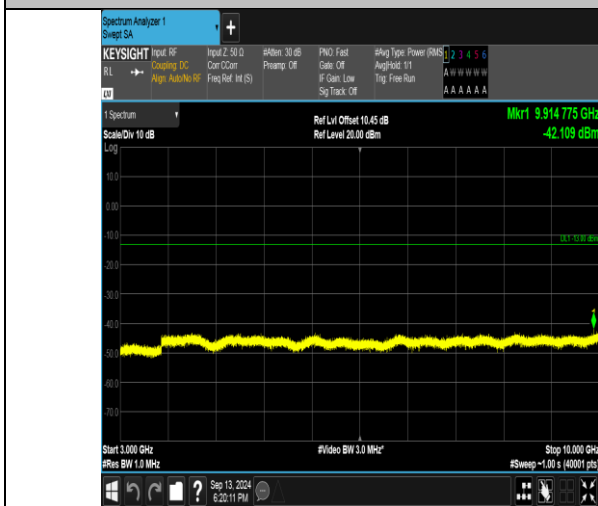 Spectrum Analyzer 1
Swept SA
+
KEYSIGHT
RL
LXI
Input: RF
Coupling: DC
Align: Auto/No RF
Input Z: 50 Ω
Corr CCorr
Freq Ref: Int (S)
#Atten: 30 dB
Preamp: Off
PNO: Fast
Gate: Off
IF Gain: Low
Sig Track: Off
#Avg Type: Power (RMS
Avg|Hold: 1/1
Trig: Free Run
1 2 3 4 5 6
A W W W W W
A A A A A A
1 Spectrum
Scale/Div 10 dB
Log
Ref Lvl Offset 10.45 dB
Ref Level 20.00 dBm
Mkr1 9.914 775 GHz
-42.109 dBm
10.0
0.00
-10.0
DL1 -13.00 dBm
-20.0
-30.0
-40.0
-50.0
-60.0
-70.0
Start 3.000 GHz
#Res BW 1.0 MHz
#Video BW 3.0 MHz*
Stop 10.000 GHz
#Sweep ~1.00 s (40001 pts)
?
Sep 13, 2024
6:20:11 PM